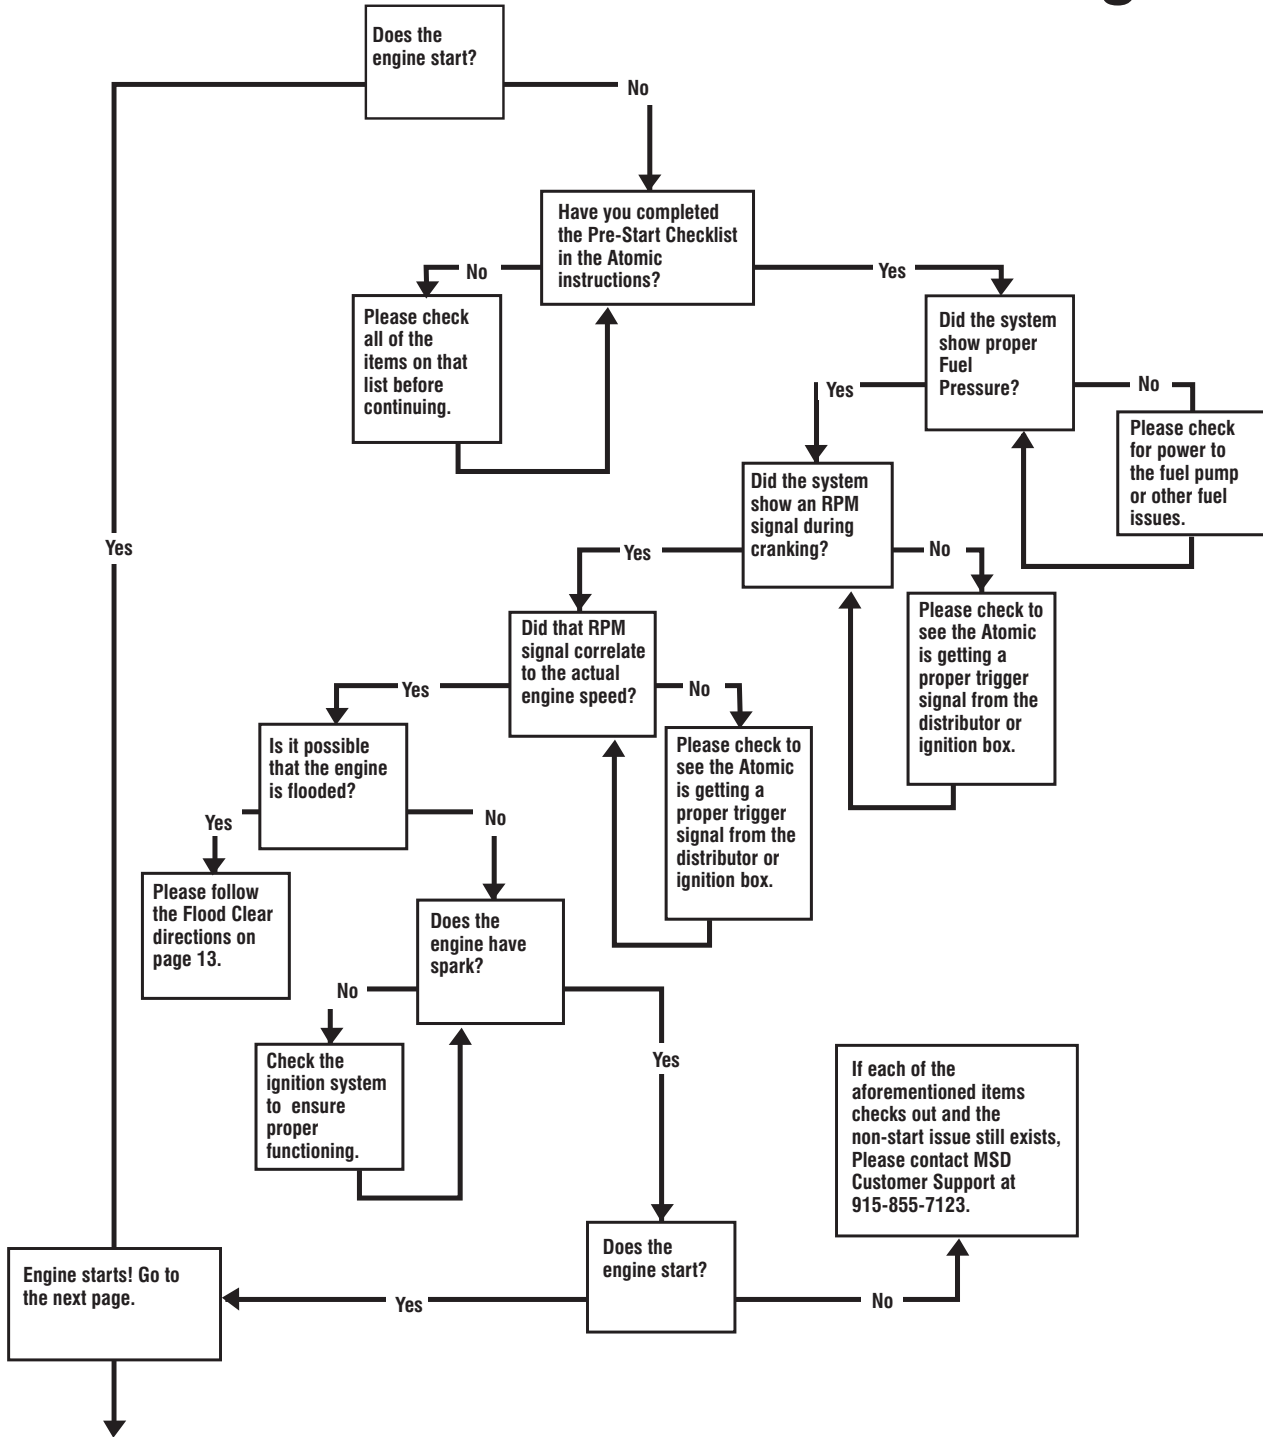 Does the
engine start?
No
Have you completed
the Pre-Start Checklist
in the Atomic
instructions?
No
Yes
Please check
all of the
items on that
list before
continuing.
Did the system
show proper
Fuel
Pressure?
Yes
No
Please check
for power to
the fuel pump
or other fuel
issues.
Did the system
show an RPM
signal during
cranking?
Yes
Yes
No
Please check to
see the Atomic
is getting a
proper trigger
signal from the
distributor or
ignition box.
Did that RPM
signal correlate
to the actual
engine speed?
Yes
No
Please check to
see the Atomic
is getting a
proper trigger
signal from the
distributor or
ignition box.
Is it possible
that the engine
is flooded?
Yes
No
Please follow
the Flood Clear
directions on
page 13.
Does the
engine have
spark?
No
Yes
Check the
ignition system
to  ensure
proper
functioning.
If each of the
aforementioned items
checks out and the
non-start issue still exists,
Please contact MSD
Customer Support at
915-855-7123.
Does the
engine start?
Engine starts! Go to
the next page.
Yes
No